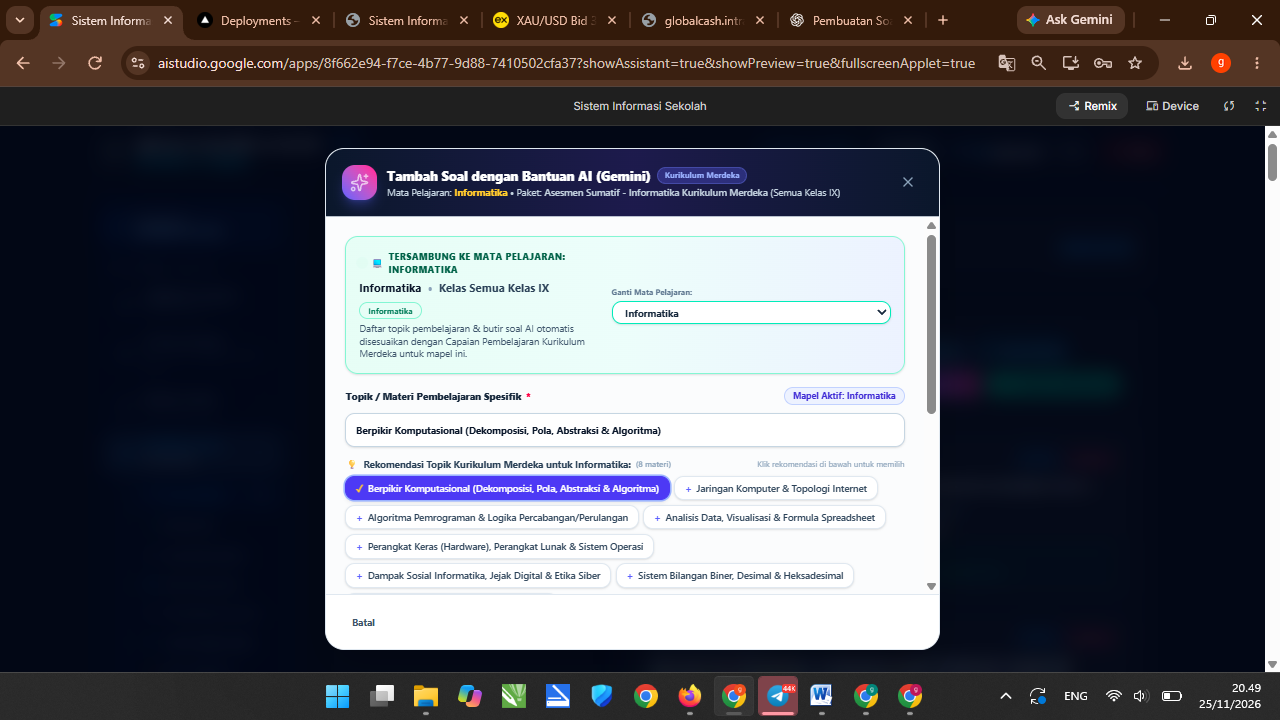 Sistem Informa
Deployments -
Sistem Informa
XAU/USD Bid 3
globalcash.intr
Pembuatan So
Ask Gemini
aistudio.google.com/apps/8f662e94-f7ce-4b77-9d88-7410502cfa37?showAssistant=true&showPreview=true&fullscreenApplet=true
g
Sistem Informasi Sekolah
Remix
Device
Tambah Soal dengan Bantuan AI (Gemini)
Kurikulum Merdeka
Mata Pelajaran: Informatika • Paket: Asesmen Sumatif - Informatika Kurikulum Merdeka (Semua Kelas IX)
TERSAMBUNG KE MATA PELAJARAN:
INFORMATIKA
Informatika • Kelas Semua Kelas IX
Informatika
Daftar topik pembelajaran & butir soal AI otomatis
disesuaikan dengan Capaian Pembelajaran Kurikulum
Merdeka untuk mapel ini.
Ganti Mata Pelajaran:
Informatika
Topik / Materi Pembelajaran Spesifik *
Mapel Aktif: Informatika
Berpikir Komputasional (Dekomposisi, Pola, Abstraksi & Algoritma)
Rekomendasi Topik Kurikulum Merdeka untuk Informatika: (8 materi)
Klik rekomendasi di bawah untuk memilih
✓ Berpikir Komputasional (Dekomposisi, Pola, Abstraksi & Algoritma)
+ Jaringan Komputer & Topologi Internet
+ Algoritma Pemrograman & Logika Percabangan/Perulangan
+ Analisis Data, Visualisasi & Formula Spreadsheet
+ Perangkat Keras (Hardware), Perangkat Lunak & Sistem Operasi
+ Dampak Sosial Informatika, Jejak Digital & Etika Siber
+ Sistem Bilangan Biner, Desimal & Heksadesimal
Batal
44K
ENG
20.49
25/11/2026